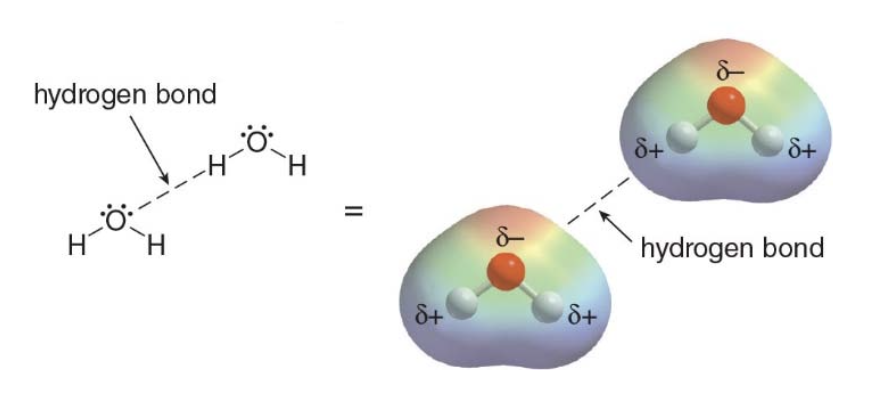 hydrogen bond
H
O
H
H
O
H
=
δ–
δ+
δ+
δ–
δ+
δ+
hydrogen bond